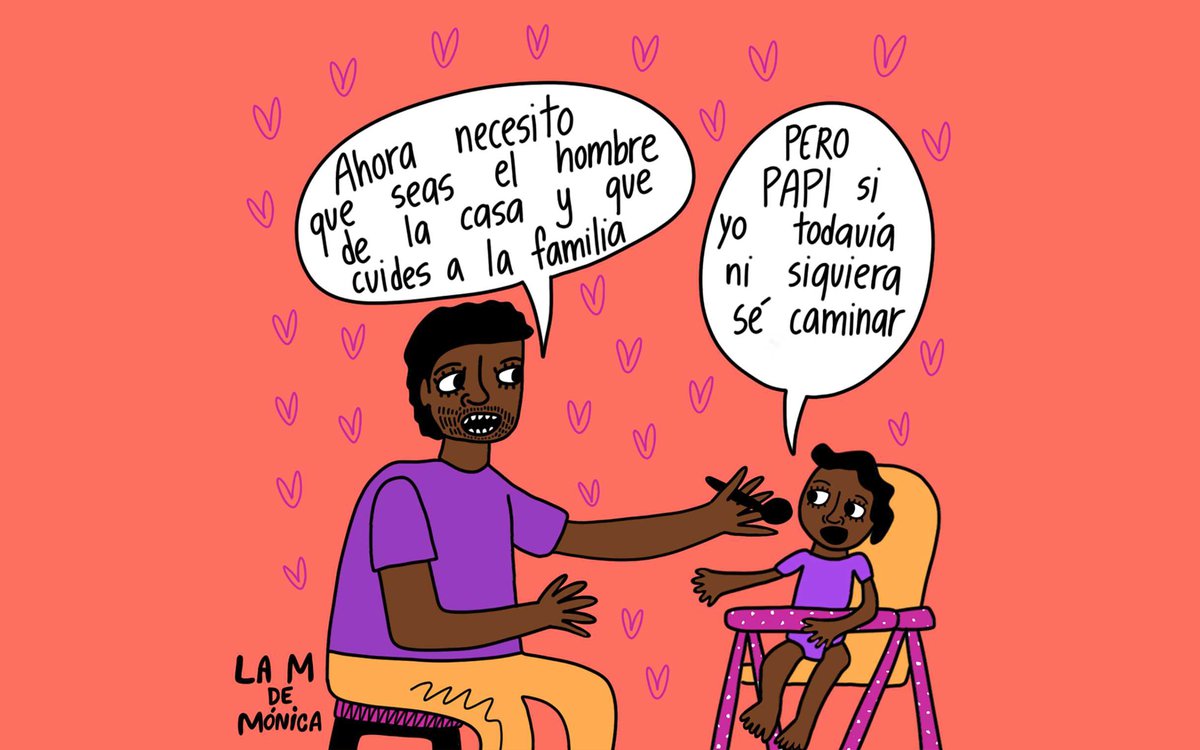 Ahora necesito
que seas el hombre
de la casa y que
cuides a la familia
PERO
PAPI si
yo todavía
ni siquiera
sé caminar
LA M
DE
MÓNICA